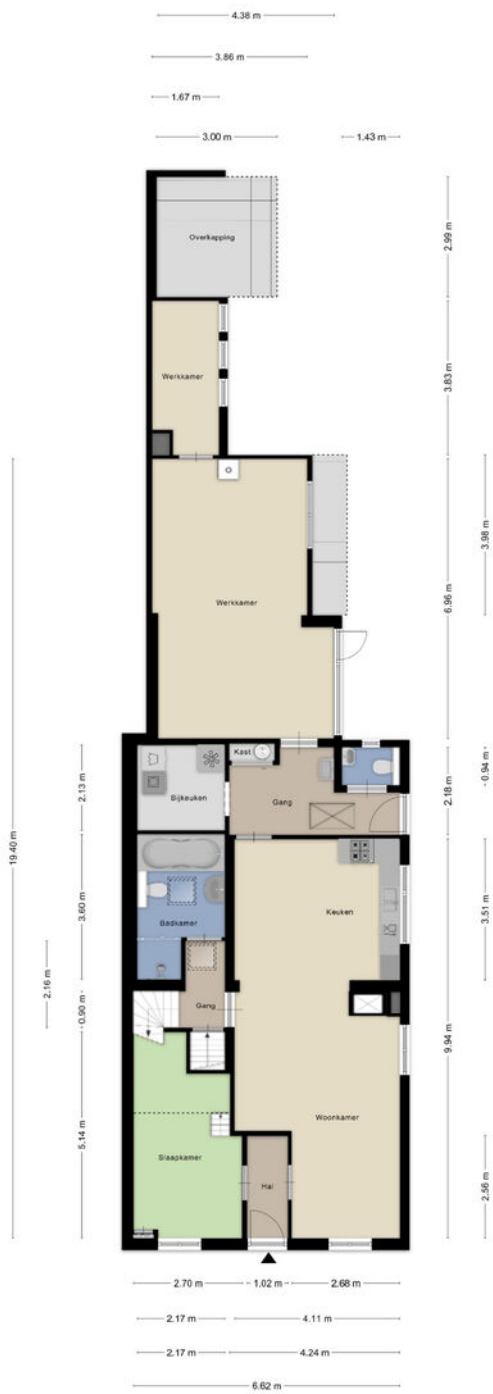 4.38 m
3.86 m
1.67 m
3.00 m
1.43 m
Overkapping
2.99 m
Werkkamer
3.83 m
Werkkamer
3.98 m
6.96 m
Kast
Bijkeuken
Gang
2.13 m
2.18 m
0.94 m
19.40 m
Keuken
3.60 m
Badkamer
3.51 m
2.16 m
0.90 m
Gang
9.94 m
Woonkamer
5.14 m
Slaapkamer
Hal
2.56 m
2.70 m
1.02 m
2.68 m
2.17 m
4.11 m
2.17 m
4.24 m
6.62 m